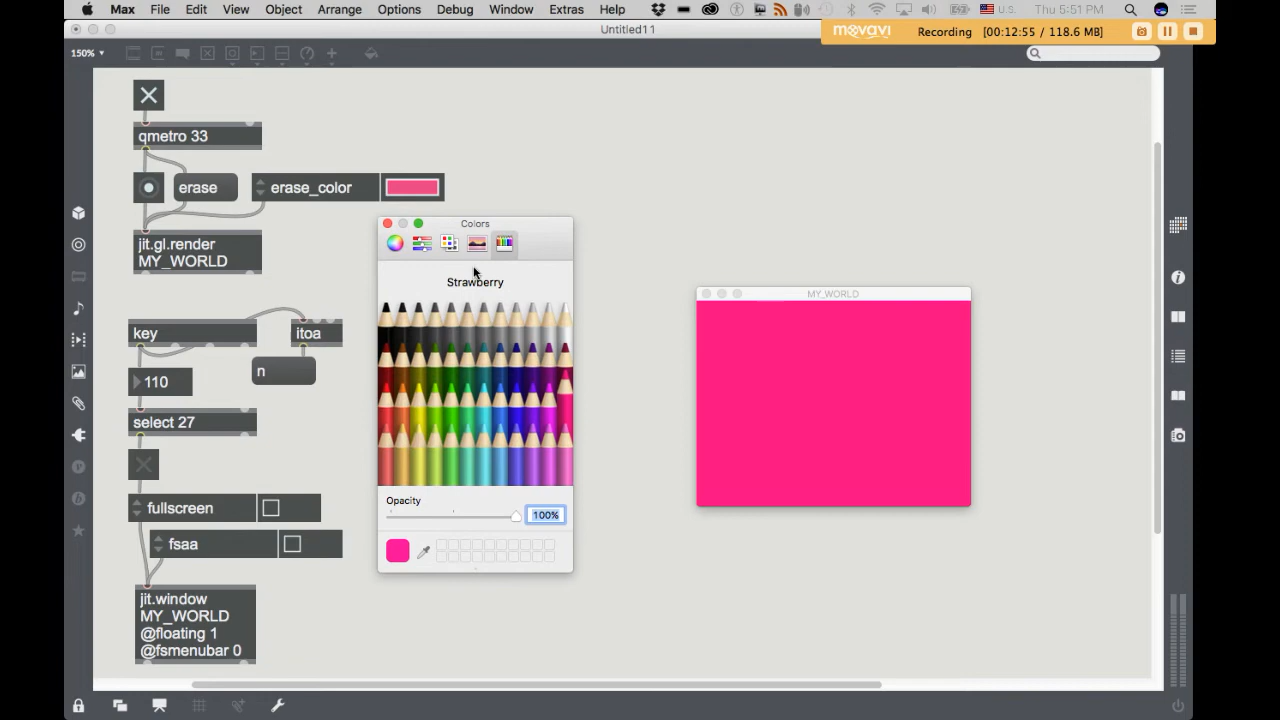 Max File Edit View Object Arrange Options Debug Window Extras Help U.S. Thu 5:51 PM
Untitled11
movavi Recording (00:12:55 / 118.6 MB)
150%
qmetro 33
erase erase_color
Colors
jit.gl.render
MY_WORLD
Strawberry
MY_WORLD
key itoa
n
110
select 27
Opacity
fullscreen
100%
fsaa
jit.window
MY_WORLD
@floating 1
@fsmenubar 0